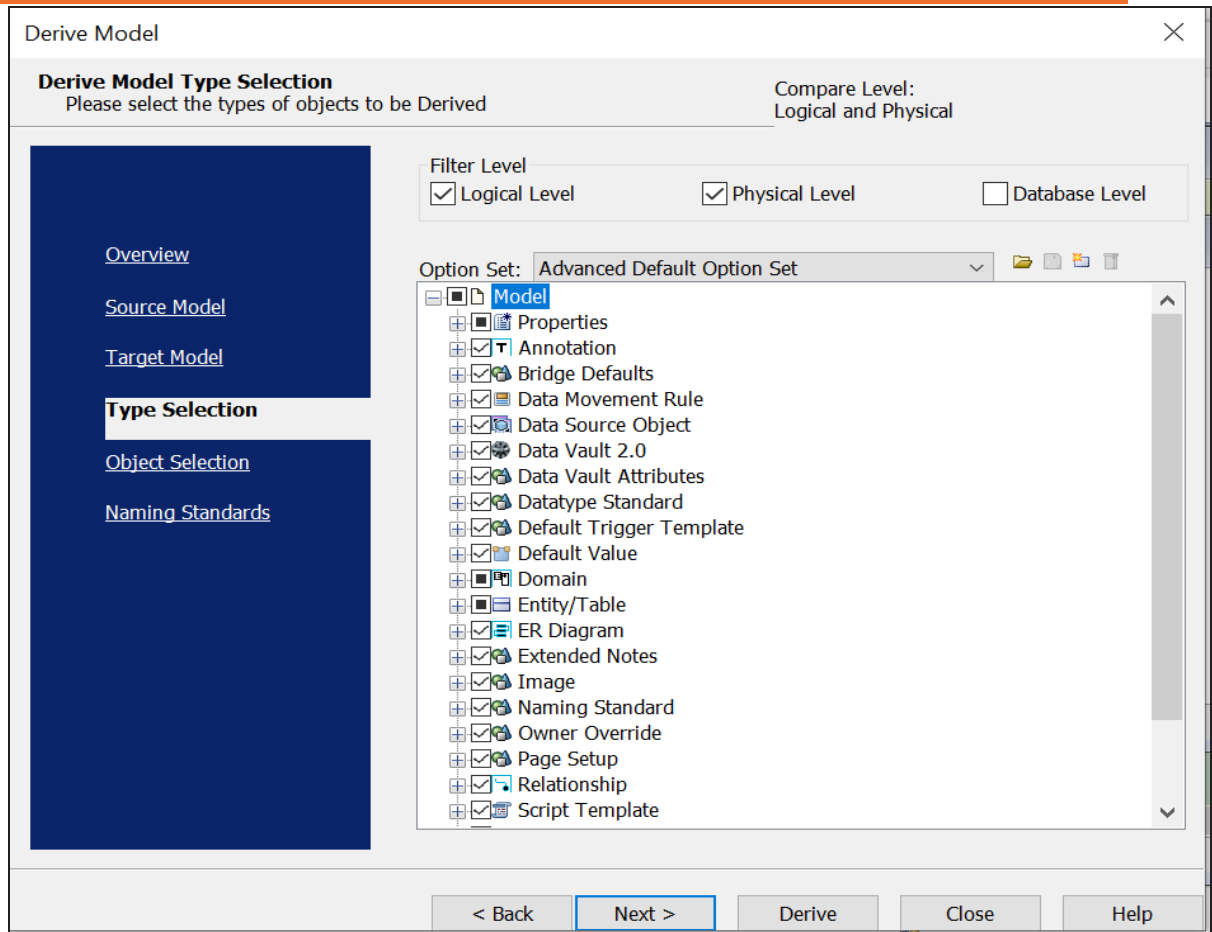 Derive Model
Derive Model Type Selection
Please select the types of objects to be Derived
Compare Level:
Logical and Physical
Overview
Source Model
Target Model
Type Selection
Object Selection
Naming Standards
Filter Level
Logical Level
Physical Level
Database Level
Option Set:
Advanced Default Option Set
Model
Properties
Annotation
Bridge Defaults
Data Movement Rule
Data Source Object
Data Vault 2.0
Data Vault Attributes
Datatype Standard
Default Trigger Template
Default Value
Domain
Entity/Table
ER Diagram
Extended Notes
Image
Naming Standard
Owner Override
Page Setup
Relationship
Script Template
< Back
Next >
Derive
Close
Help